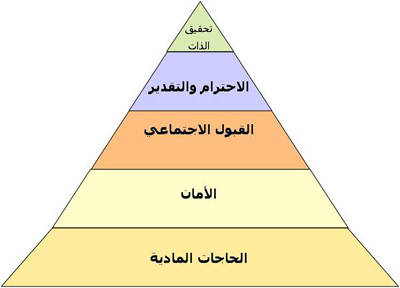 تحقيق
الذات
الاحترام والتقدير
القبول الاجتماعي
الأمان
الحاجات المادية